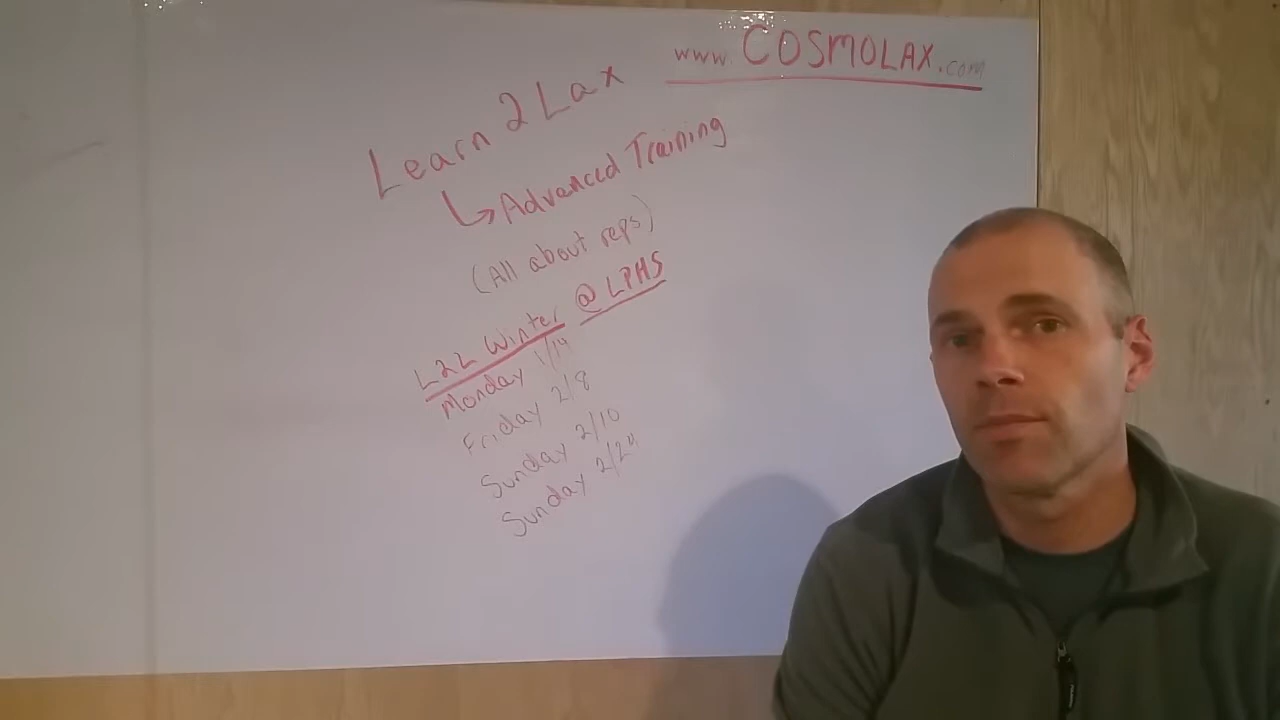 www.COSMOLAX.com
Learn 2 Lax
↳ Advanced Training
(All about reps)
L2L Winter @ LPHS
Monday 1/14
Friday 2/8
Sunday 2/10
Sunday 2/24